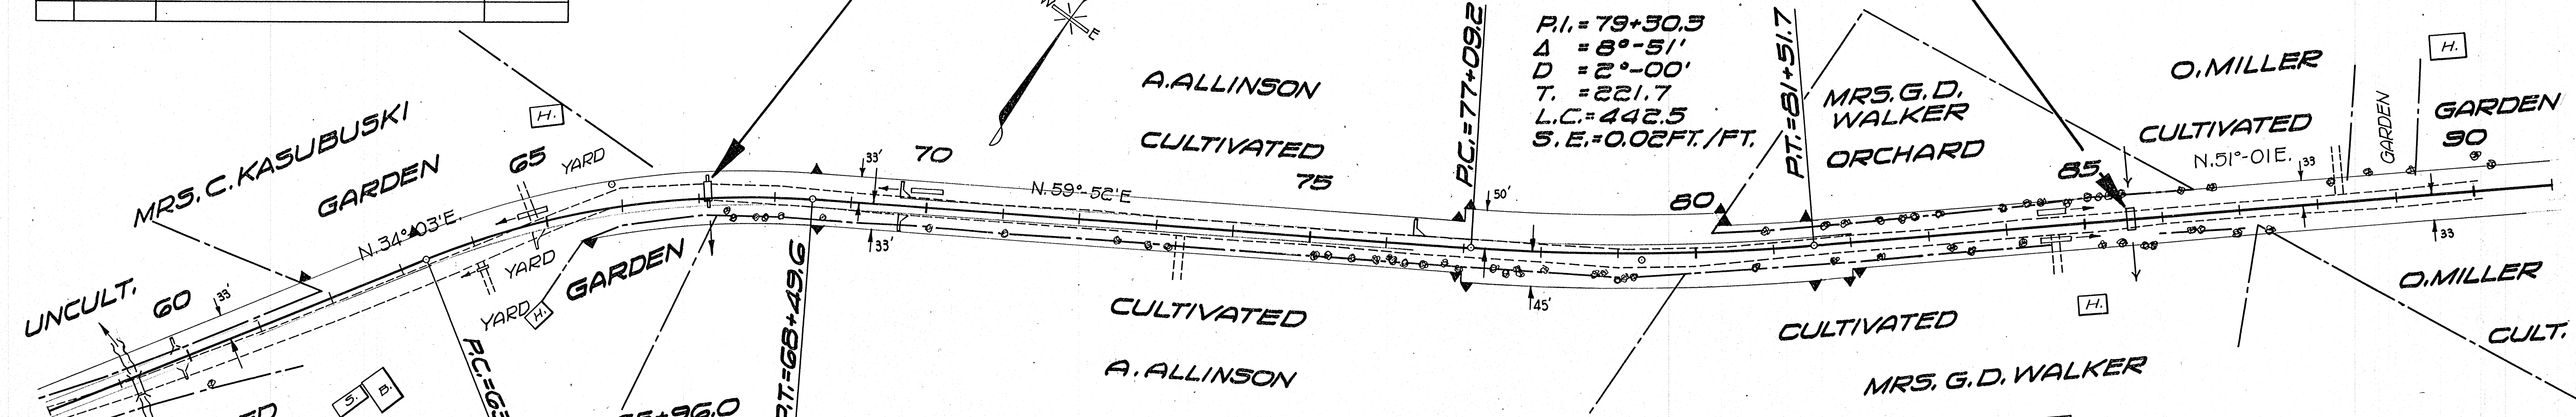 MRS. C. KASUBUSKI
GARDEN
H.
65
YARD
N.34°-03'E.
UNCULT.
60
33'
YARD
YARD
H.
GARDEN
S.
B.
P.T.=68+49.6
W
E
33'
33'
70
N.59°-52'E
A.ALLINSON
CULTIVATED
75
CULTIVATED
A. ALLINSON
P.C.=77+09.2
50'
45'
P.I.=79+30.3
Δ =8°-51'
D =2°-00'
T. =221.7
L.C.=442.5
S.E.=0.02FT./FT.
80
P.T.=81+51.7
MRS. G.D.
WALKER
ORCHARD
85
O.MILLER
CULTIVATED
N.51°-01E.
33
GARDEN
H.
GARDEN
90
33
O.MILLER
CULT.
H.
CULTIVATED
MRS. G.D. WALKER